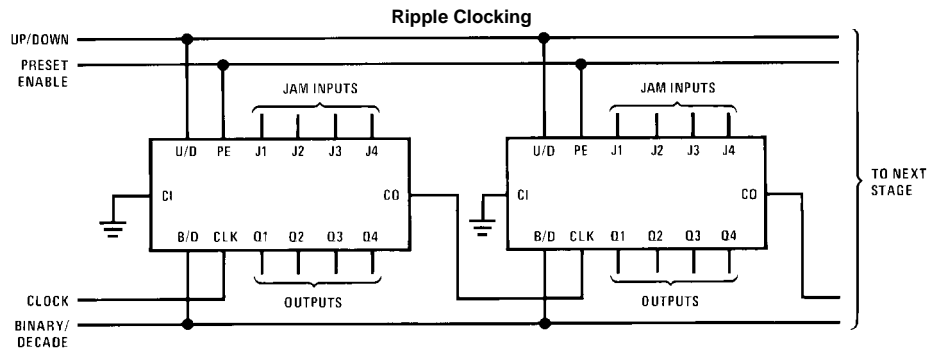 Ripple Clocking
UP/DOWN
PRESET
ENABLE
JAM INPUTS
JAM INPUTS
U/D PE J1 J2 J3 J4
U/D PE J1 J2 J3 J4
CI CO
CI CO
TO NEXT
STAGE
B/D CLK Q1 Q2 Q3 Q4
B/D CLK Q1 Q2 Q3 Q4
CLOCK
OUTPUTS
OUTPUTS
BINARY/
DECADE